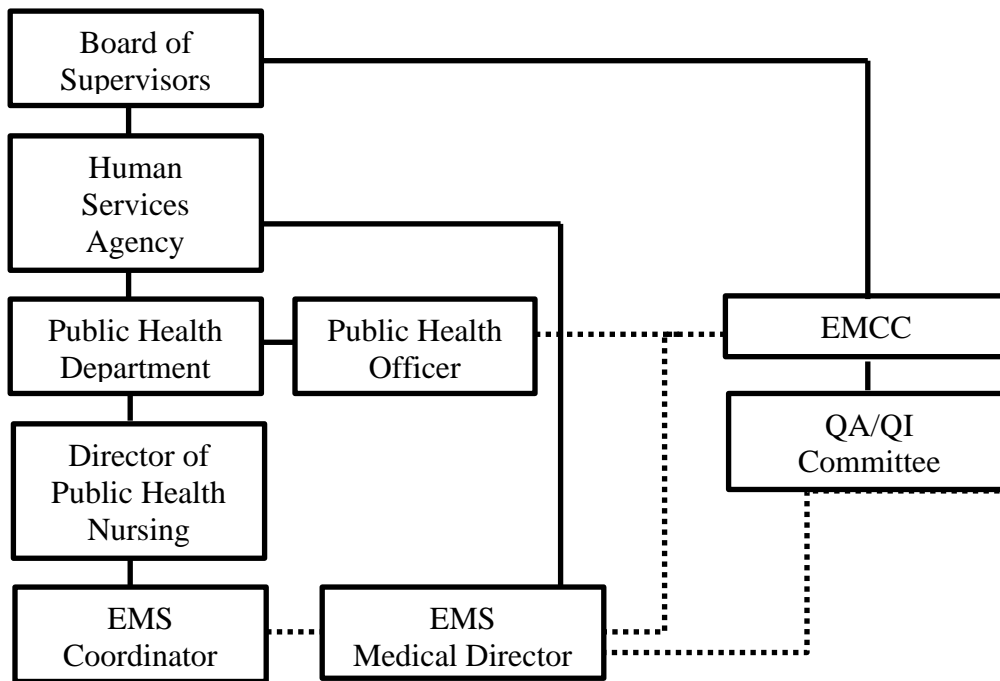 Board of
Supervisors
Human
Services
Agency
Public Health
Department
Public Health
Officer
EMCC
QA/QI
Committee
Director of
Public Health
Nursing
EMS
Coordinator
EMS
Medical Director